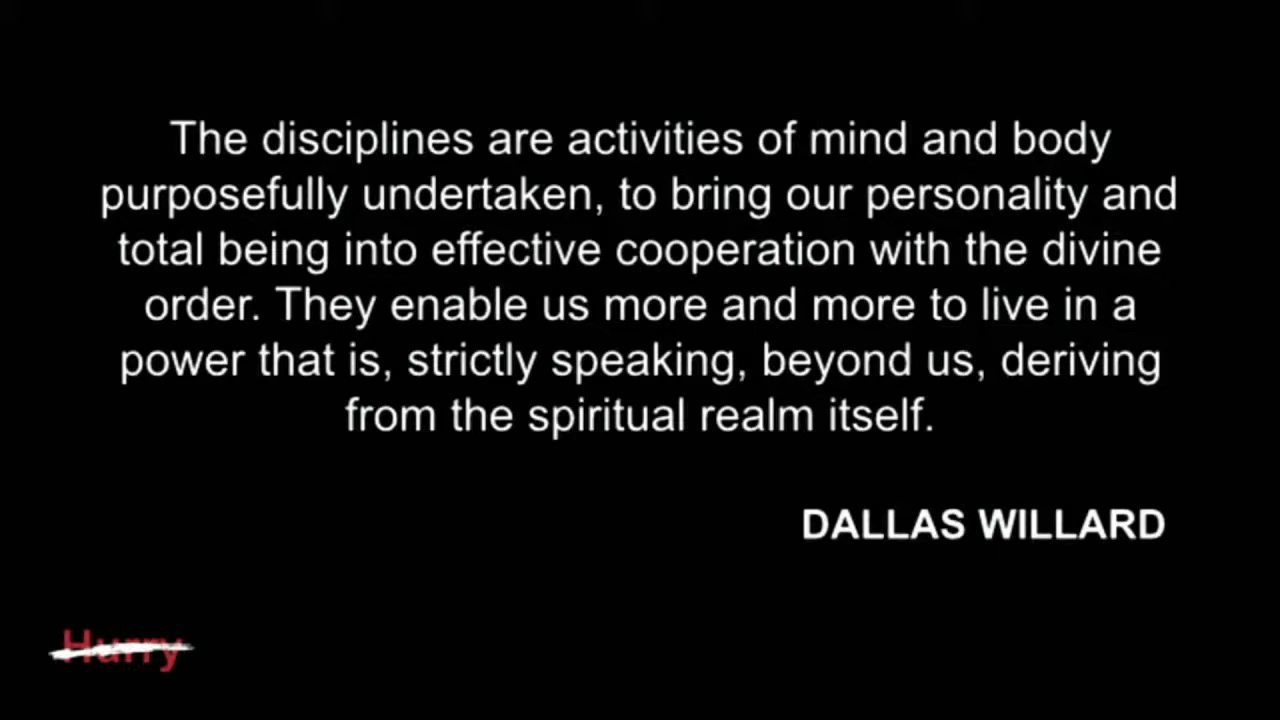 The disciplines are activities of mind and body
purposefully undertaken, to bring our personality and
total being into effective cooperation with the divine
order. They enable us more and more to live in a
power that is, strictly speaking, beyond us, deriving
from the spiritual realm itself.
DALLAS WILLARD
Hurry